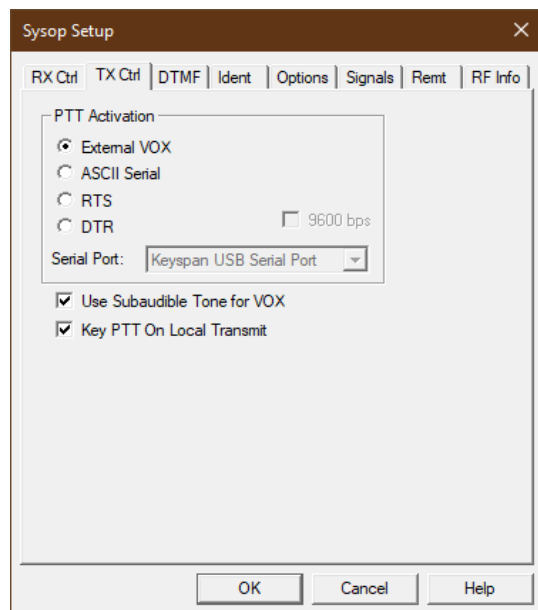 Sysop Setup
RX Ctrl TX Ctrl DTMF Ident Options Signals Remt RF Info
PTT Activation
External VOX
ASCII Serial
RTS
DTR 9600 bps
Serial Port: Keyspan USB Serial Port
Use Subaudible Tone for VOX
Key PTT On Local Transmit
OK Cancel Help